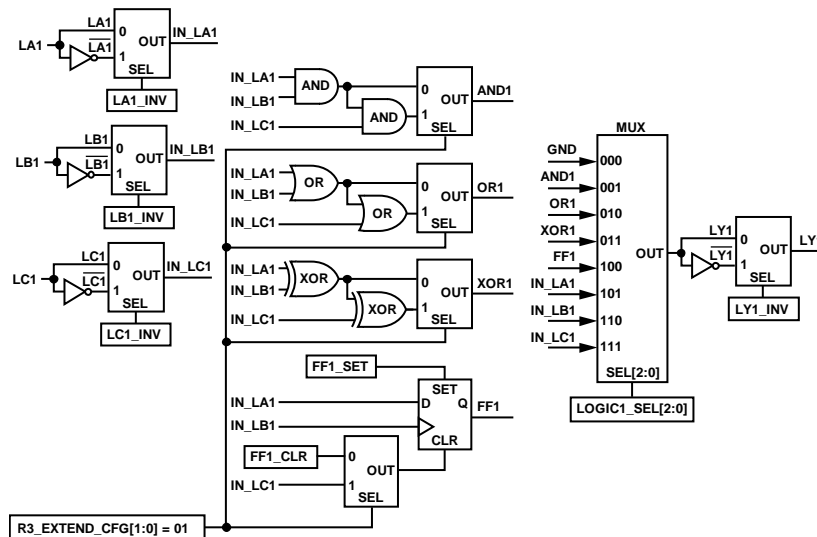 LA1
LA1
LA1
0
1
OUT
SEL
IN_LA1
LA1_INV
LB1
LB1
LB1
0
1
OUT
SEL
IN_LB1
LB1_INV
LC1
LC1
LC1
0
1
OUT
SEL
IN_LC1
LC1_INV
IN_LA1
IN_LB1
IN_LC1
AND
AND
0
1
OUT
SEL
AND1
IN_LA1
IN_LB1
IN_LC1
OR
OR
0
1
OUT
SEL
OR1
IN_LA1
IN_LB1
IN_LC1
XOR
XOR
0
1
OUT
SEL
XOR1
FF1_SET
IN_LA1
IN_LB1
SET
D
Q
CLR
FF1
FF1_CLR
IN_LC1
0
1
OUT
SEL
R3_EXTEND_CFG[1:0] = 01
MUX
GND
000
AND1
001
OR1
010
XOR1
011
FF1
100
IN_LA1
101
IN_LB1
110
IN_LC1
111
OUT
SEL[2:0]
LOGIC1_SEL[2:0]
LY1
LY1
0
1
OUT
SEL
LY1
LY1_INV